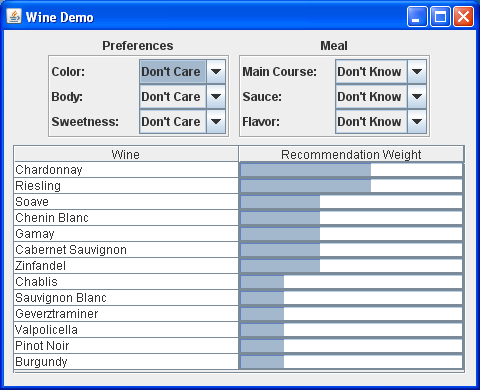 Wine Demo
Preferences
Meal
Color: Don't Care
Main Course: Don't Know
Body: Don't Care
Sauce: Don't Know
Sweetness: Don't Care
Flavor: Don't Know
Wine Recommendation Weight
Chardonnay
Riesling
Soave
Chenin Blanc
Gamay
Cabernet Sauvignon
Zinfandel
Chablis
Sauvignon Blanc
Geverztraminer
Valpolicella
Pinot Noir
Burgundy